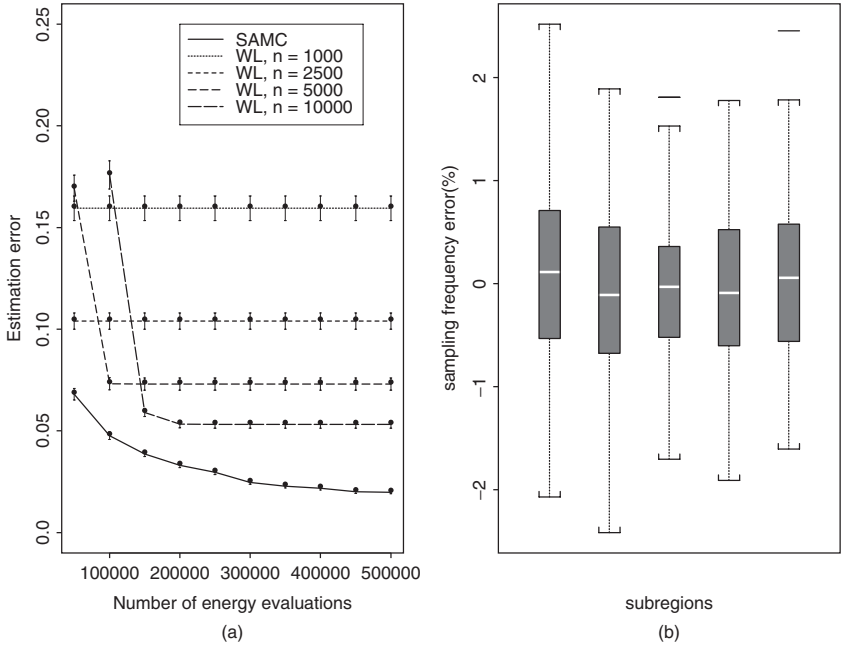 0.25
0.20
0.15
0.10
0.05
0.0
Estimation error
SAMC
WL, n = 1000
WL, n = 2500
WL, n = 5000
WL, n = 10000
100000 200000 300000 400000 500000
Number of energy evaluations
(a)
2
1
0
−1
−2
sampling frequency error(%)
subregions
(b)